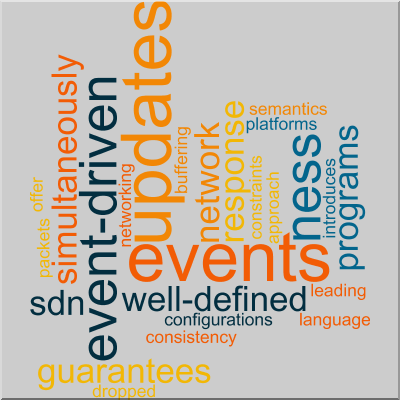 updates
simultaneously
event-driven
semantics
platforms
response
network
buffering
networking
constraints
approach
ness
introduces
programs
offer
packets
events
leading
sdn
well-defined
configurations
language
consistency
guarantees
dropped